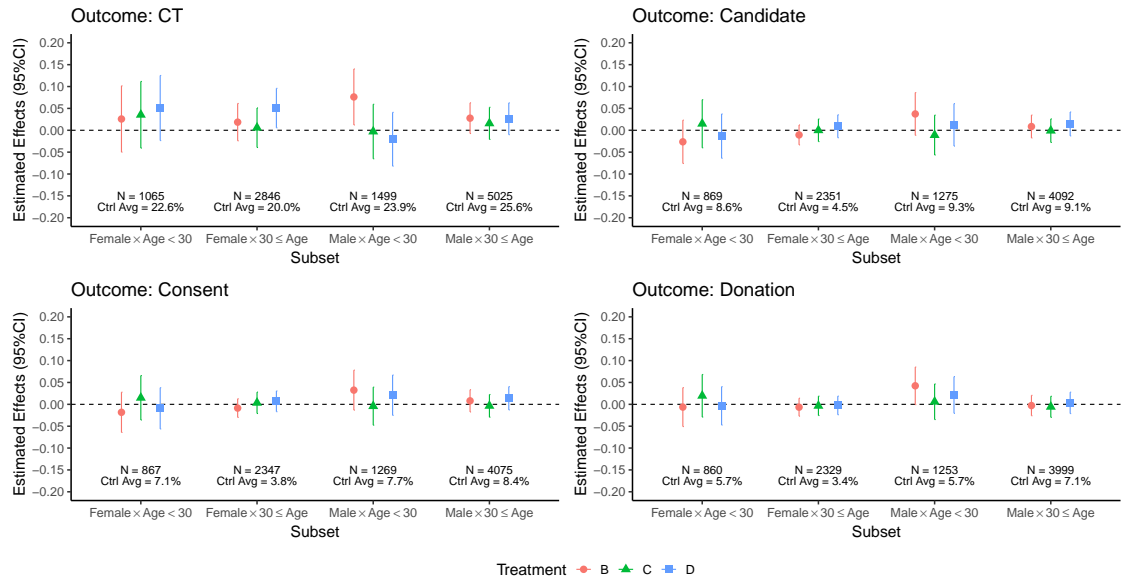 Outcome: CT
Estimated Effects (95%CI)
0.20
0.15
0.10
0.05
0.00
−0.05
−0.10
−0.15
−0.20
N = 1065
Ctrl Avg = 22.6%
N = 2846
Ctrl Avg = 20.0%
N = 1499
Ctrl Avg = 23.9%
N = 5025
Ctrl Avg = 25.6%
Female × Age < 30
Female × 30 ≤ Age
Male × Age < 30
Male × 30 ≤ Age
Subset
Outcome: Candidate
Estimated Effects (95%CI)
0.20
0.15
0.10
0.05
0.00
−0.05
−0.10
−0.15
−0.20
N = 869
Ctrl Avg = 8.6%
N = 2351
Ctrl Avg = 4.5%
N = 1275
Ctrl Avg = 9.3%
N = 4092
Ctrl Avg = 9.1%
Female × Age < 30
Female × 30 ≤ Age
Male × Age < 30
Male × 30 ≤ Age
Subset
Outcome: Consent
Estimated Effects (95%CI)
0.20
0.15
0.10
0.05
0.00
−0.05
−0.10
−0.15
−0.20
N = 867
Ctrl Avg = 7.1%
N = 2347
Ctrl Avg = 3.8%
N = 1269
Ctrl Avg = 7.7%
N = 4075
Ctrl Avg = 8.4%
Female × Age < 30
Female × 30 ≤ Age
Male × Age < 30
Male × 30 ≤ Age
Subset
Outcome: Donation
Estimated Effects (95%CI)
0.20
0.15
0.10
0.05
0.00
−0.05
−0.10
−0.15
−0.20
N = 860
Ctrl Avg = 5.7%
N = 2329
Ctrl Avg = 3.4%
N = 1253
Ctrl Avg = 5.7%
N = 3999
Ctrl Avg = 7.1%
Female × Age < 30
Female × 30 ≤ Age
Male × Age < 30
Male × 30 ≤ Age
Subset
Treatment B C D